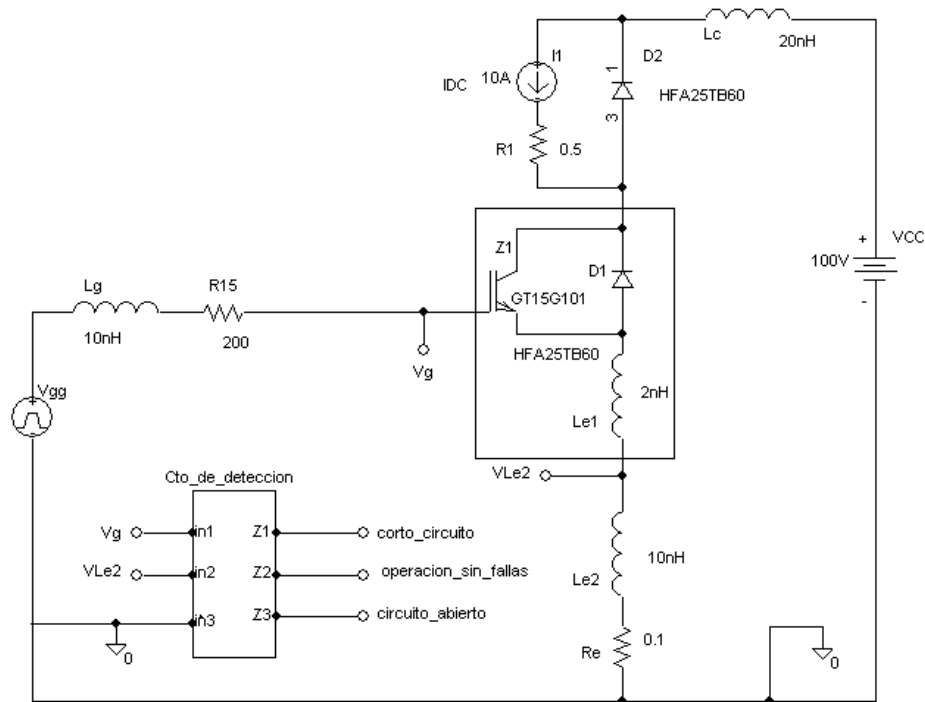 Lc
20nH
I1
D2
1
IDC
10A
HFA25TB60
3
R1
0.5
Z1
VCC
+
100V
-
D1
Lg
R15
GT15G101
10nH
200
Vg
HFA25TB60
2nH
Le1
Vgg
VLe2
Cto_de_deteccion
Vg
in1
Z1
corto_circuito
VLe2
in2
Z2
operacion_sin_fallas
in3
Z3
circuito_abierto
0
10nH
Le2
Re
0.1
0